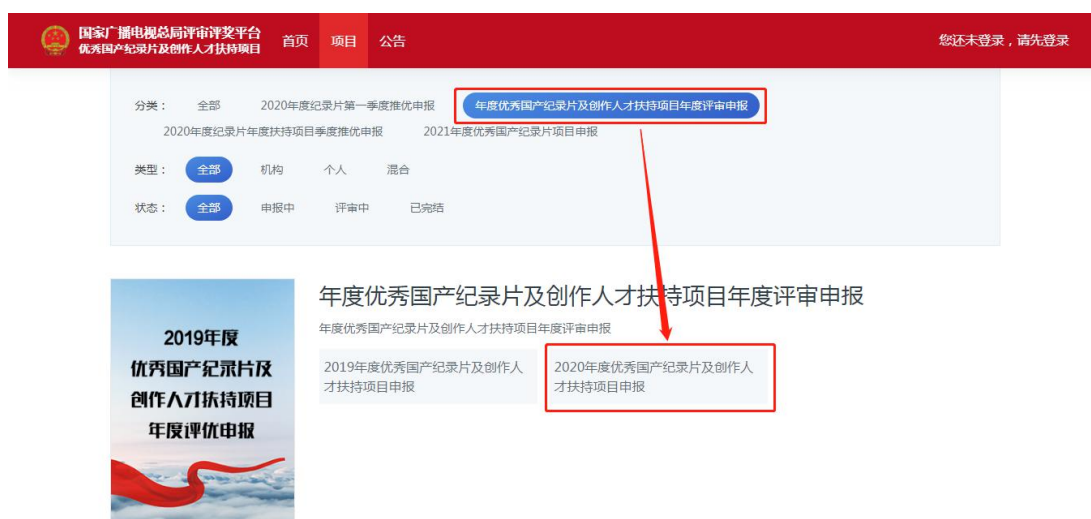 国家广播电视总局评审评奖平台
优秀国产纪录片及创作人才扶持项目
首页 项目 公告
您还未登录，请先登录
分类： 全部 2020年度纪录片第一季度推优申报 年度优秀国产纪录片及创作人才扶持项目年度评审申报
2020年度纪录片年度扶持项目季度推优申报 2021年度优秀国产纪录片项目申报
类型： 全部 机构 个人 混合
状态： 全部 申报中 评审中 已完结
2019年度
优秀国产纪录片及
创作人才扶持项目
年度评优申报
年度优秀国产纪录片及创作人才扶持项目年度评审申报
年度优秀国产纪录片及创作人才扶持项目年度评审申报
2019年度优秀国产纪录片及创作人
才扶持项目申报
2020年度优秀国产纪录片及创作人
才扶持项目申报